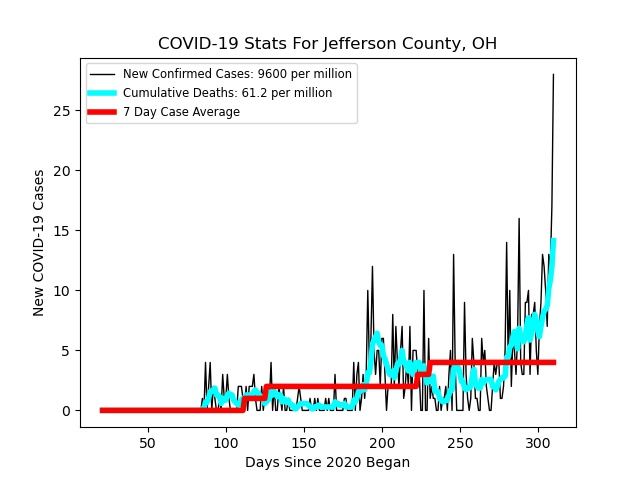 COVID-19 Stats For Jefferson County, OH
New Confirmed Cases: 9600 per million
Cumulative Deaths: 61.2 per million
7 Day Case Average
New COVID-19 Cases
25
20
15
10
5
0
50 100 150 200 250 300
Days Since 2020 Began